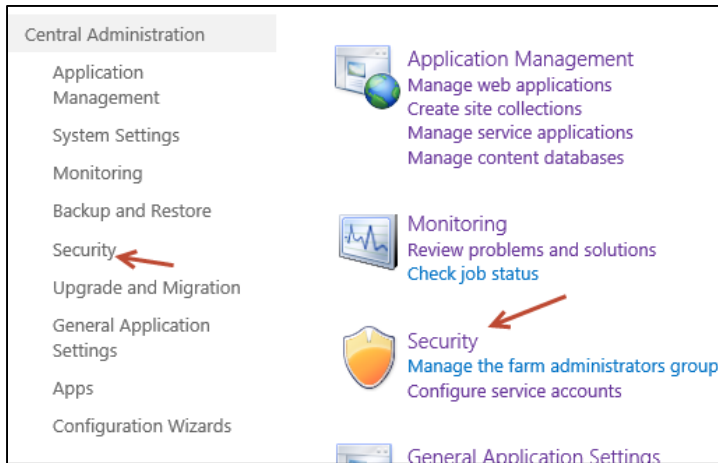 Central Administration
Application
Management
System Settings
Monitoring
Backup and Restore
Security
Upgrade and Migration
General Application
Settings
Apps
Configuration Wizards
Application Management
Manage web applications
Create site collections
Manage service applications
Manage content databases
Monitoring
Review problems and solutions
Check job status
Security
Manage the farm administrators group
Configure service accounts
General Application Settings